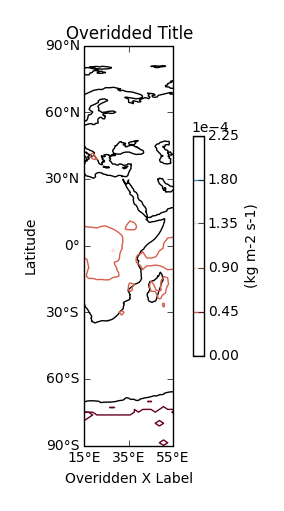 Overidded Title
90°N
60°N
30°N
0°
30°S
60°S
90°S
Latitude
15°E 35°E 55°E
Overidden X Label
1e−4
2.25
1.80
1.35
0.90
0.45
0.00
(kg m-2 s-1)